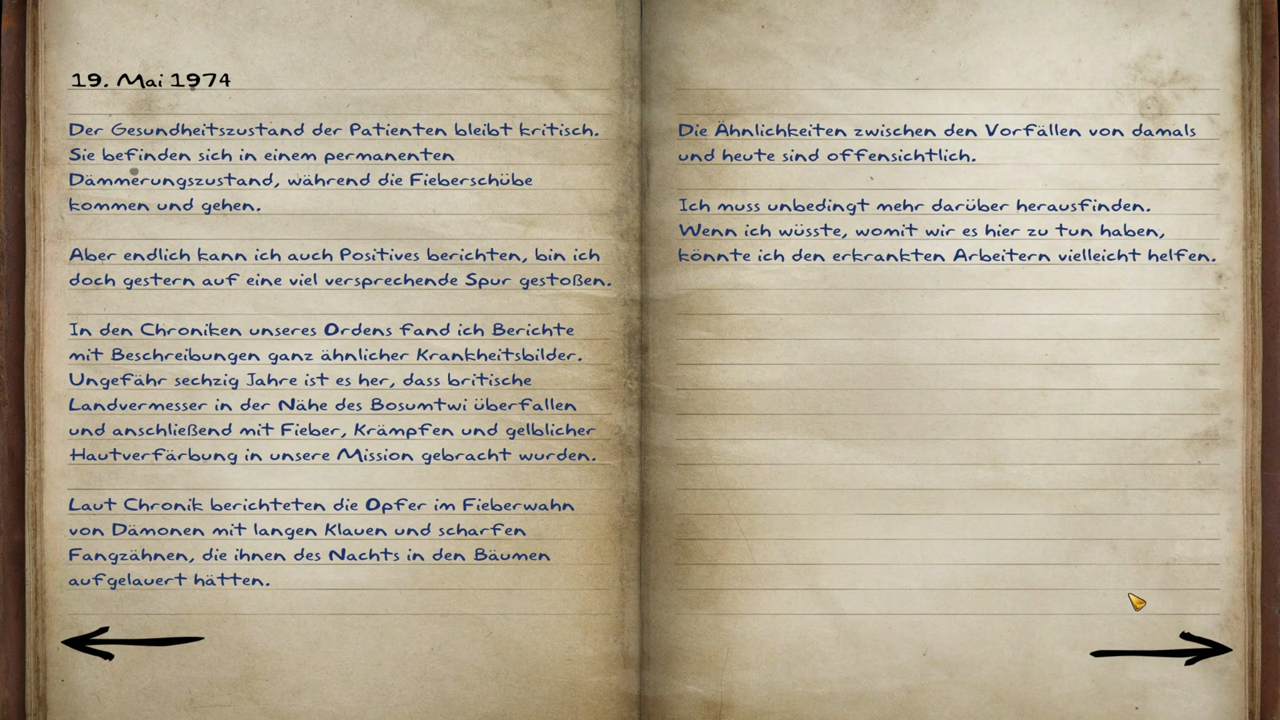 19. Mai 1974
Der Gesundheitszustand der Patienten bleibt kritisch.
Sie befinden sich in einem permanenten
Dämmerungszustand, während die Fieberschübe
kommen und gehen.
Aber endlich kann ich auch Positives berichten, bin ich
doch gestern auf eine viel versprechende Spur gestoßen.
In den Chroniken unseres Ordens fand ich Berichte
mit Beschreibungen ganz ähnlicher Krankheitsbilder.
Ungefähr sechzig Jahre ist es her, dass britische
Landvermesser in der Nähe des Bosumtwi überfallen
und anschließend mit Fieber, Krämpfen und gelblicher
Hautverfärbung in unsere Mission gebracht wurden.
Laut Chronik berichteten die Opfer im Fieberwahn
von Dämonen mit langen Klauen und scharfen
Fangzähnen, die ihnen des Nachts in den Bäumen
aufgelauert hätten.
Die Ähnlichkeiten zwischen den Vorfällen von damals
und heute sind offensichtlich.
Ich muss unbedingt mehr darüber herausfinden.
Wenn ich wüsste, womit wir es hier zu tun haben,
könnte ich den erkrankten Arbeitern vielleicht helfen.